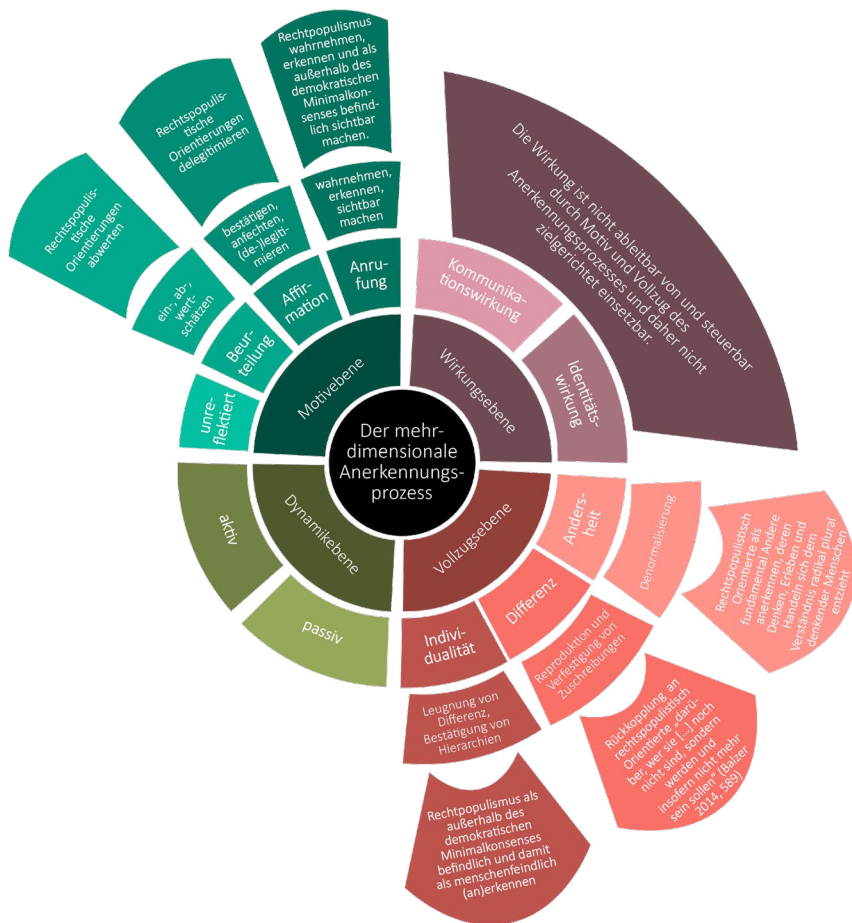 Rechtpopulismus
wahrnehmen,
erkennen und als
außerhalb des
demokratischen
Minimalkon-
senses befind-
lich sichtbar
machen.
Rechtspopulis-
tische
Orientierungen
delegitimieren
Rechtspopulis-
tische
Orientierungen
abwerten
wahrnehmen,
erkennen,
sichtbar
machen
bestätigen,
anfechten,
(de-)legiti-
mieren
ein-, ab-,
wert-
schätzen
Anru-
fung
Affir-
mation
Beur-
teilung
unre-
flektiert
Motivebene
Die Wirkung ist nicht ableitbar von und steuerbar
durch Motiv und Vollzug des
Anerkennungsprozesses und daher nicht
zielgerichtet einsetzbar.
Kommunika-
tionswirkung
Identitäts-
wirkung
Wirkungsebene
Der mehr-
dimensionale
Anerkennungs-
prozess
Dynamikebene
aktiv
passiv
Vollzugsebene
Anders-
heit
Differenz
Indivi-
dualität
Denormalisierung
Reproduktion und
Verfestigung von
Zuschreibungen
Leugnung von
Differenz,
Bestätigung von
Hierarchien
Rechtspopulistisch
Orientierte als
fundamental Andere
anerkennen, deren
Denken, Erleben und
Handeln sich dem
Verständnis radikal plural
denkender Menschen
entzieht
Rückkopplung an
rechtspopulistisch
Orientierte „darü-
ber, wer sie [...] noch
nicht sind, sondern
werden und
insofern nicht mehr
sein sollen“ (Balzer
2014, 589)
Rechtpopulismus als
außerhalb des
demokratischen
Minimalkonsenses
befindlich und damit
als menschenfeindlich
(an)erkennen